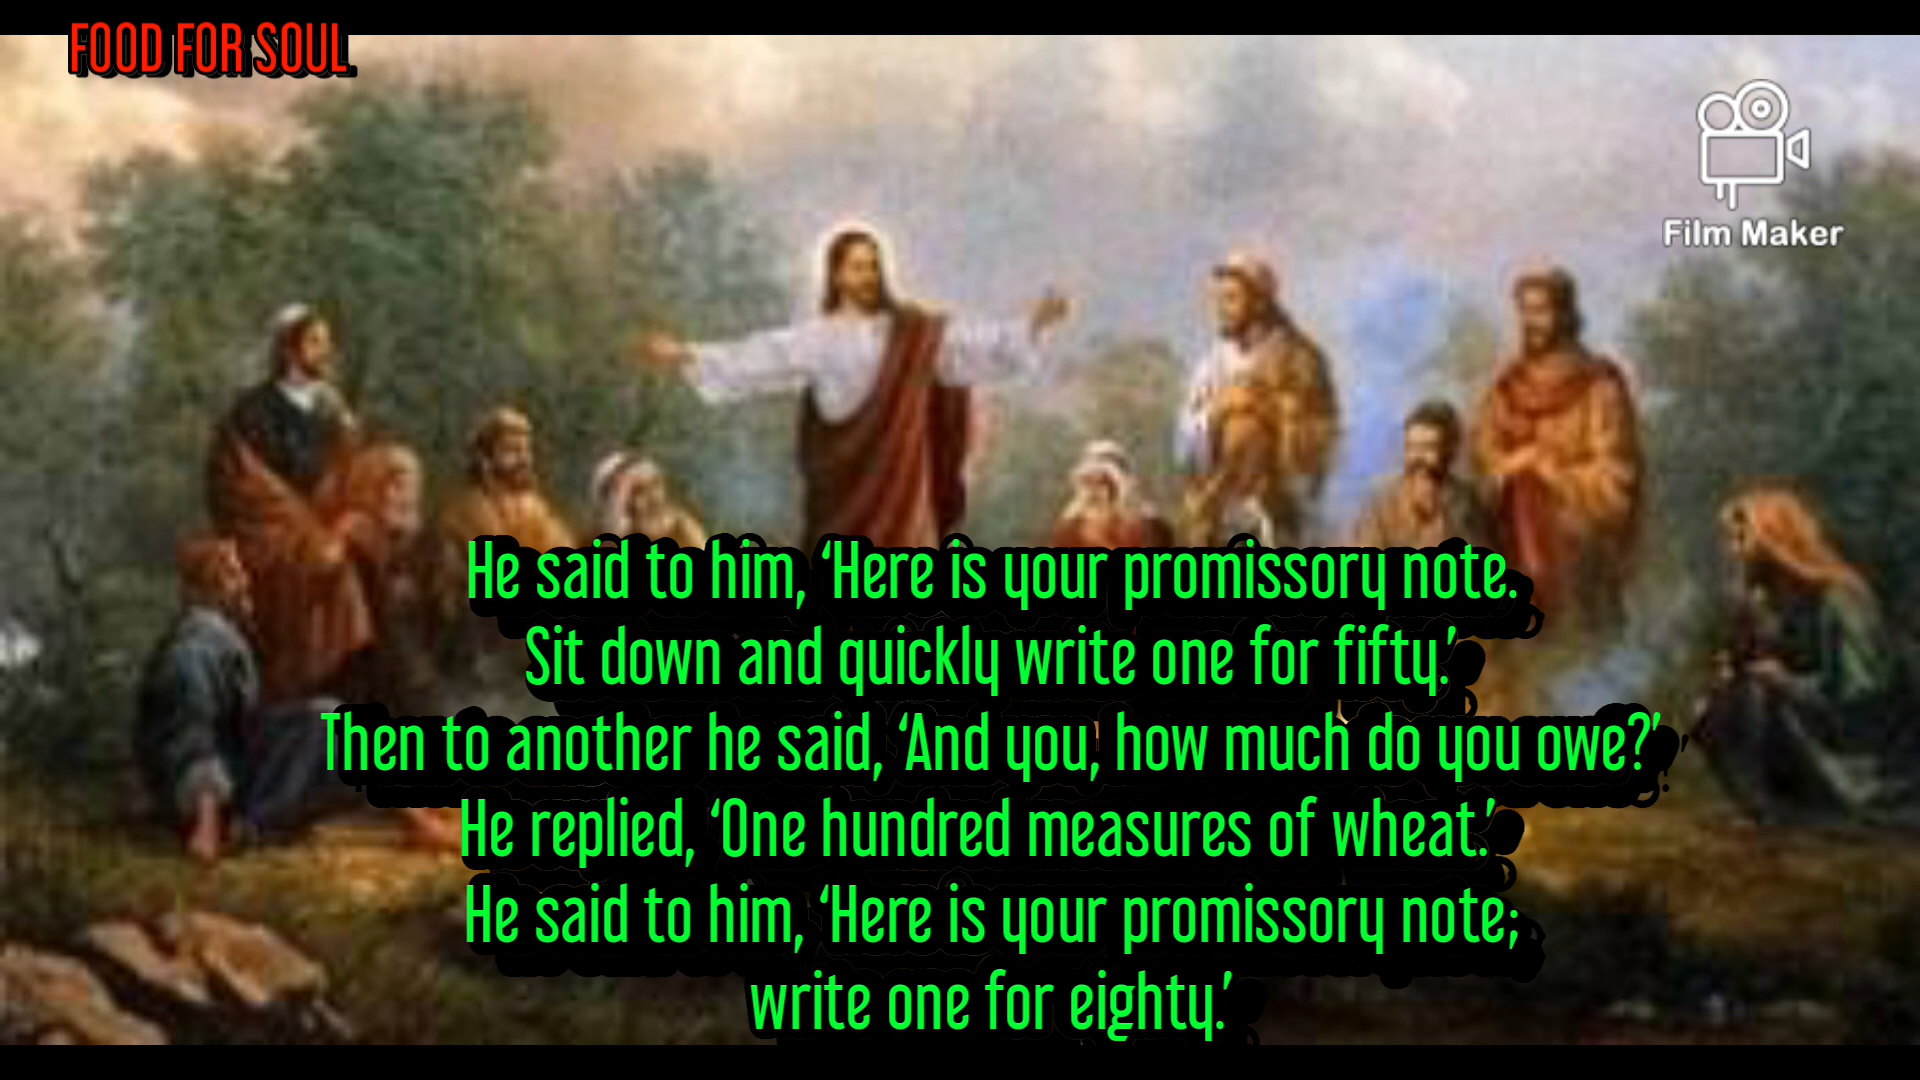 FOOD FOR SOUL
Film Maker
He said to him, ‘Here is your promissory note.
Sit down and quickly write one for fifty.’
Then to another he said, ‘And you, how much do you owe?’
He replied, ‘One hundred measures of wheat.’
He said to him, ‘Here is your promissory note;
write one for eighty.’